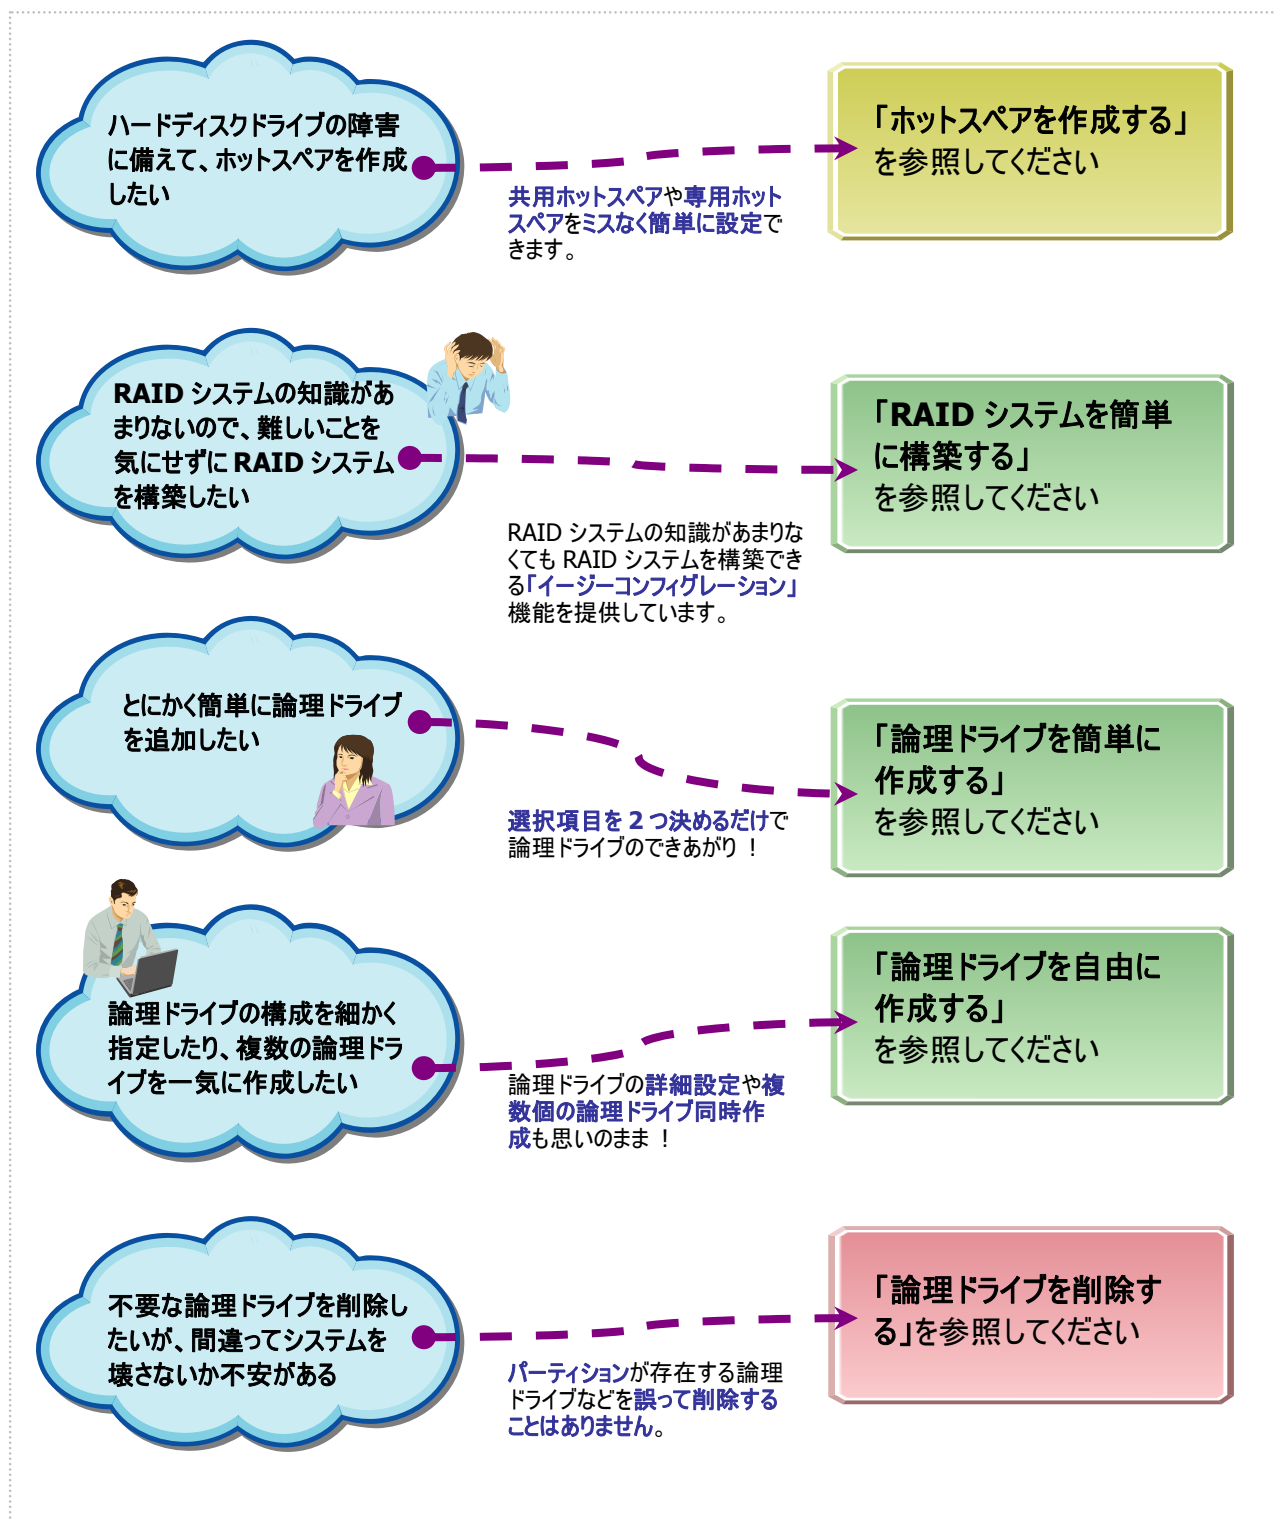 ハードディスクドライブの障害
に備えて、ホットスペアを作成
したい
共用ホットスペアや専用ホット
スペアをミスなく簡単に設定で
きます。
「ホットスペアを作成する」
を参照してください
RAID システムの知識があ
まりないので、難しいことを
気にせずに RAID システム
を構築したい
RAID システムの知識があまりな
くても RAID システムを構築でき
る「イージーコンフィグレーション」
機能を提供しています。
「RAID システムを簡単
に構築する」
を参照してください
とにかく簡単に論理ドライブ
を追加したい
選択項目を 2 つ決めるだけで
論理ドライブのできあがり！
「論理ドライブを簡単に
作成する」
を参照してください
論理ドライブの構成を細かく
指定したり、複数の論理ドラ
イブを一気に作成したい
論理ドライブの詳細設定や複
数個の論理ドライブ同時作
成も思いのまま！
「論理ドライブを自由に
作成する」
を参照してください
不要な論理ドライブを削除し
たいが、間違ってシステムを
壊さないか不安がある
パーティションが存在する論理
ドライブなどを誤って削除する
ことはありません。
「論理ドライブを削除す
る」を参照してください